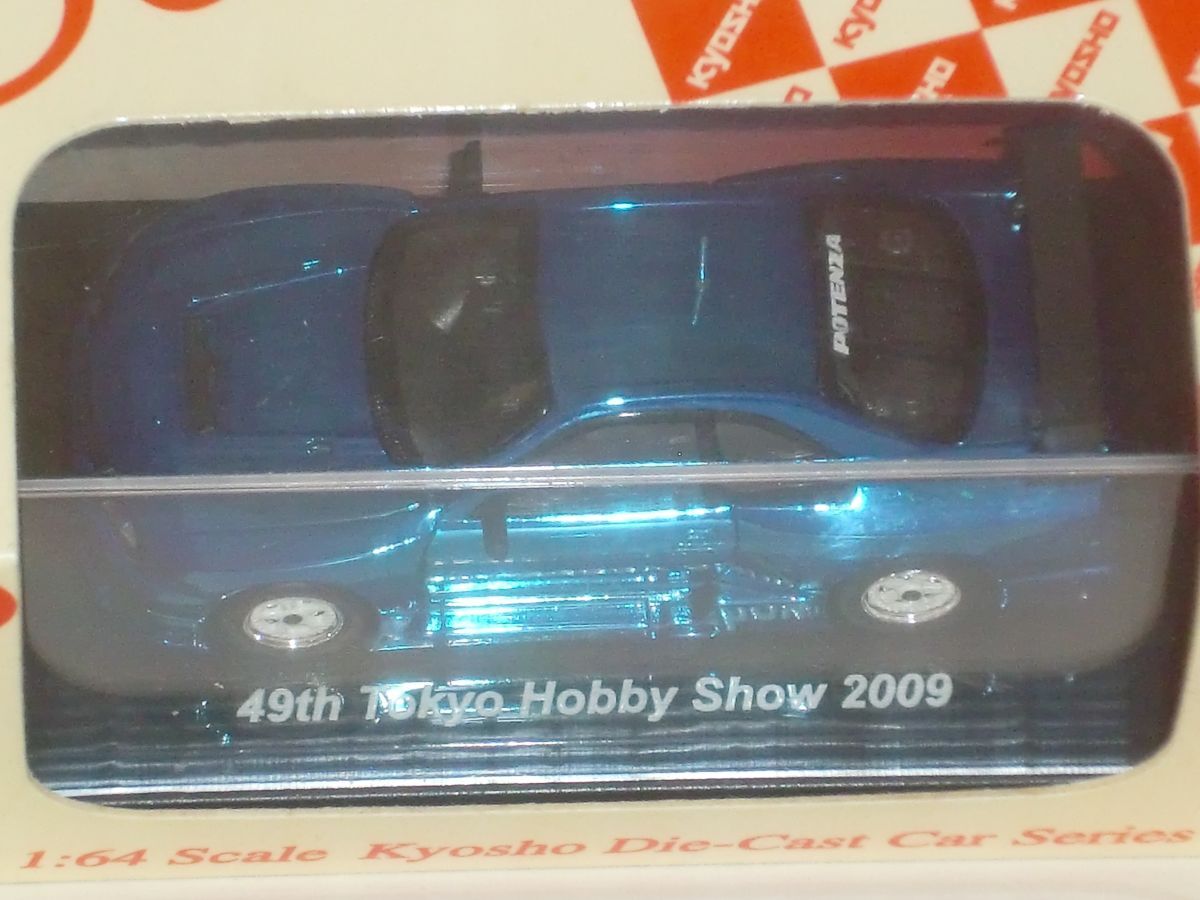 KYOSHO
KYOSHO
KYOSHO
POTENZA
49th Tokyo Hobby Show 2009
1:64 Scale Kyosho Die-Cast Car Series